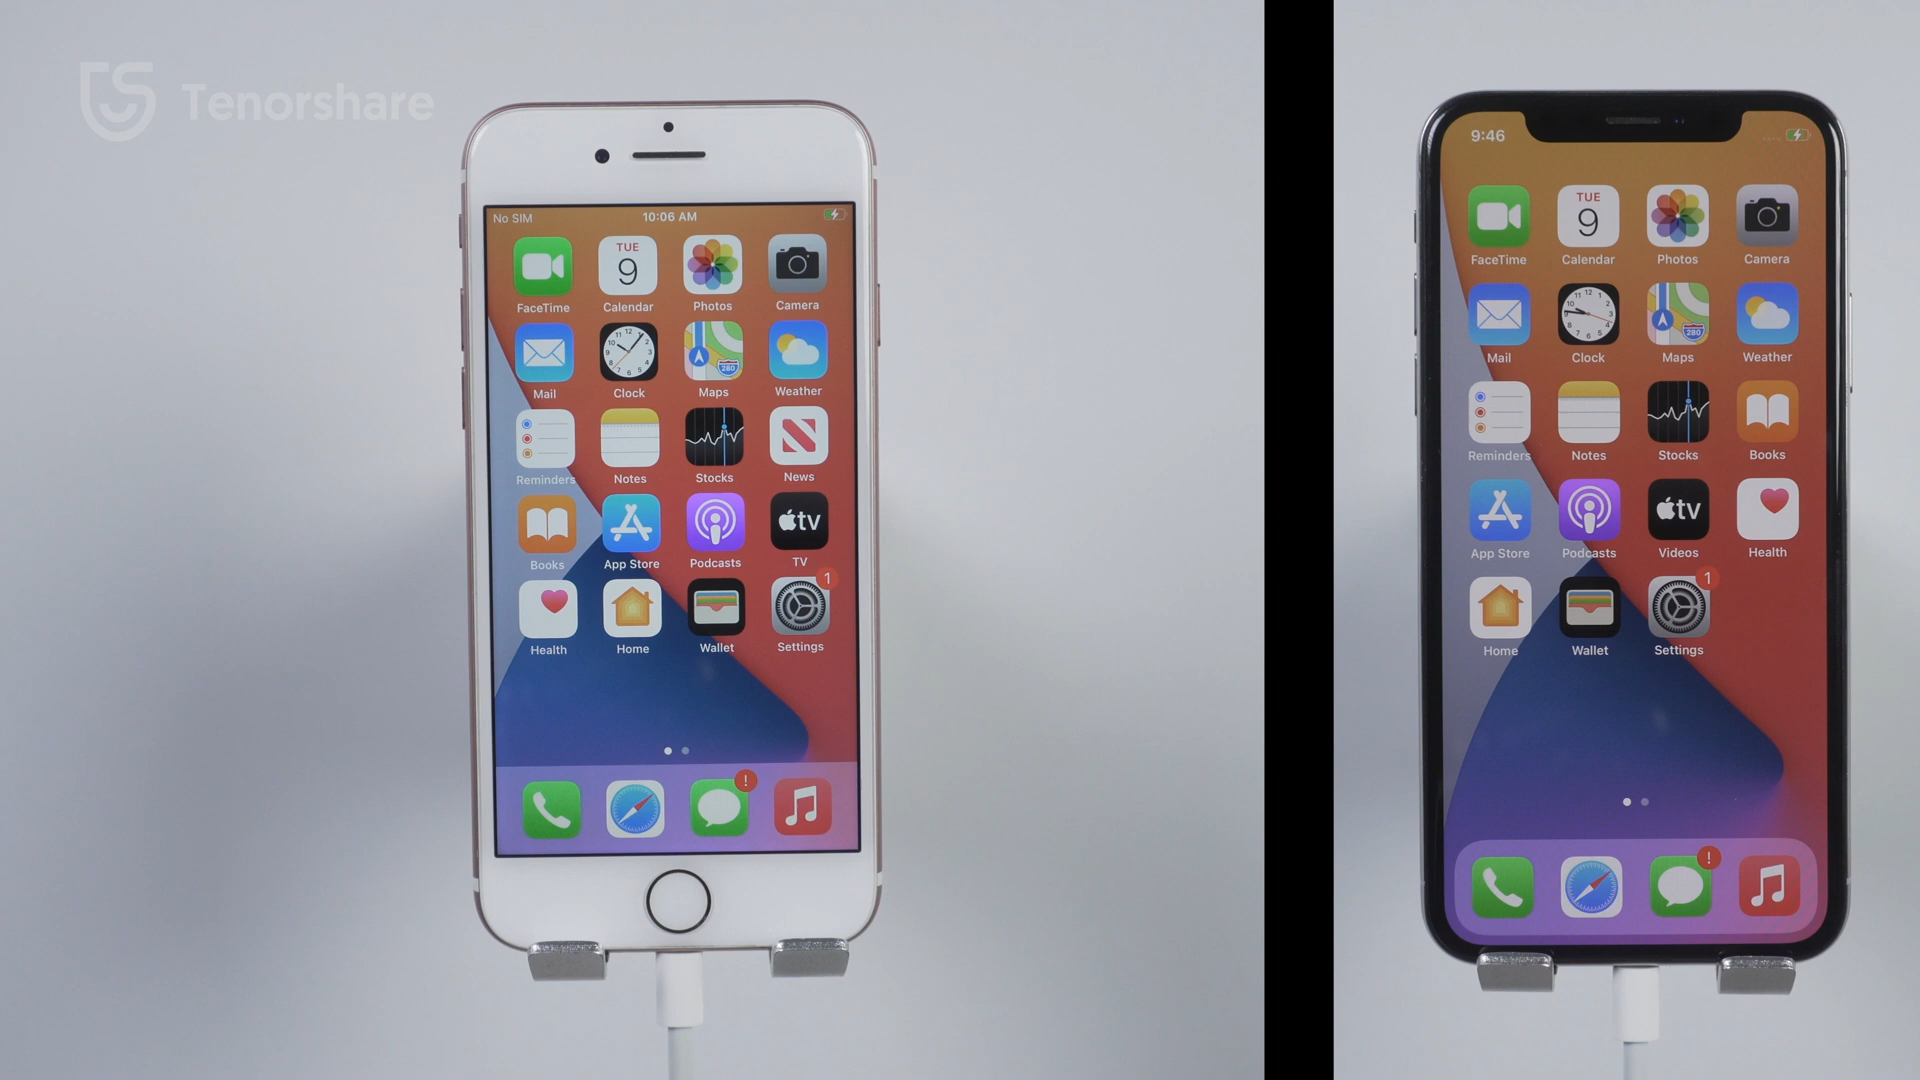 Tenorshare
No SIM 10:06 AM
TUE
9
FaceTime Calendar Photos Camera
280
Mail Clock Maps Weather
Reminders Notes Stocks News
tv
Books App Store Podcasts TV
1
Health Home Wallet Settings
!
9:46
TUE
9
FaceTime Calendar Photos Camera
280
Mail Clock Maps Weather
Reminders Notes Stocks Books
tv
App Store Podcasts Videos Health
1
Home Wallet Settings
!